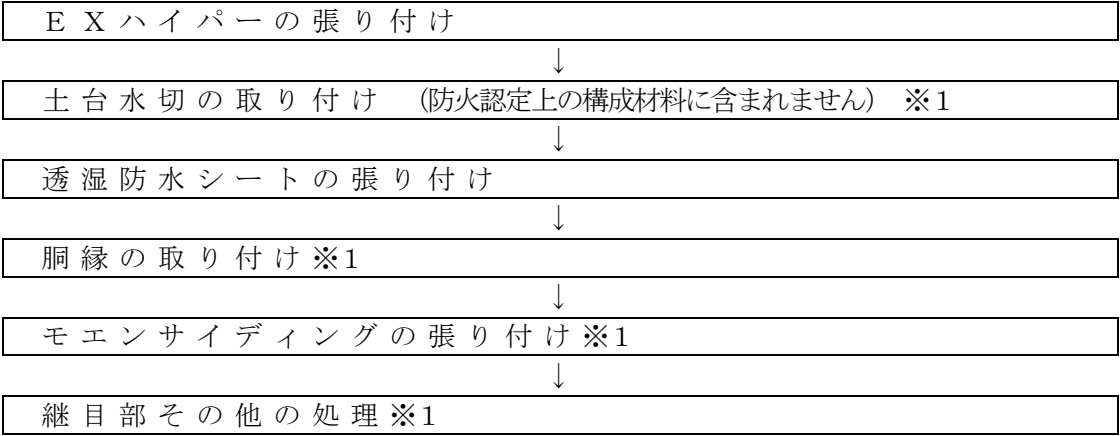 ＥＸハイパーの張り付け
↓
土台水切の取り付け （防火認定上の構成材料に含まれません） ※１
↓
透湿防水シートの張り付け
↓
胴縁の取り付け※１
↓
モエンサイディングの張り付け※１
↓
継目部その他の処理※１